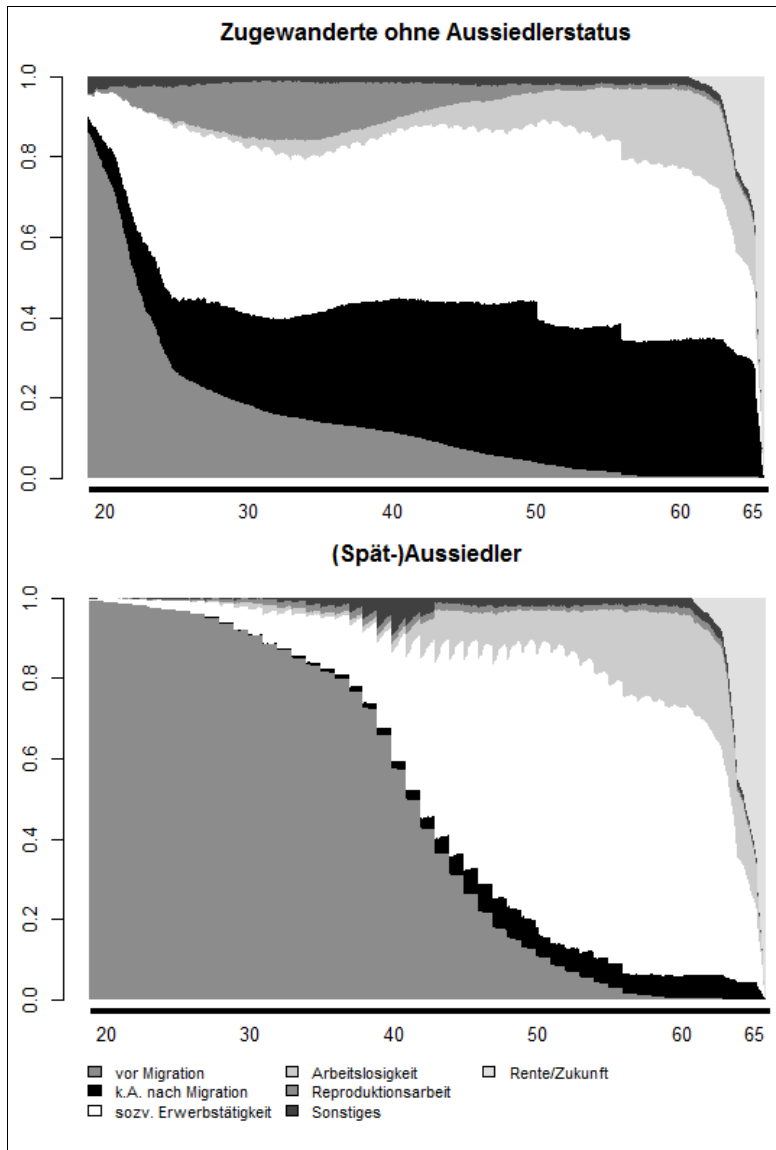 Zugewanderte ohne Aussiedlerstatus
1.0
0.8
0.6
0.4
0.2
0.0
20 30 40 50 60 65
(Spät-)Aussiedler
1.0
0.8
0.6
0.4
0.2
0.0
20 30 40 50 60 65
vor Migration Arbeitslosigkeit Rente/Zukunft
k.A. nach Migration Reproduktionsarbeit
sozv. Erwerbstätigkeit Sonstiges